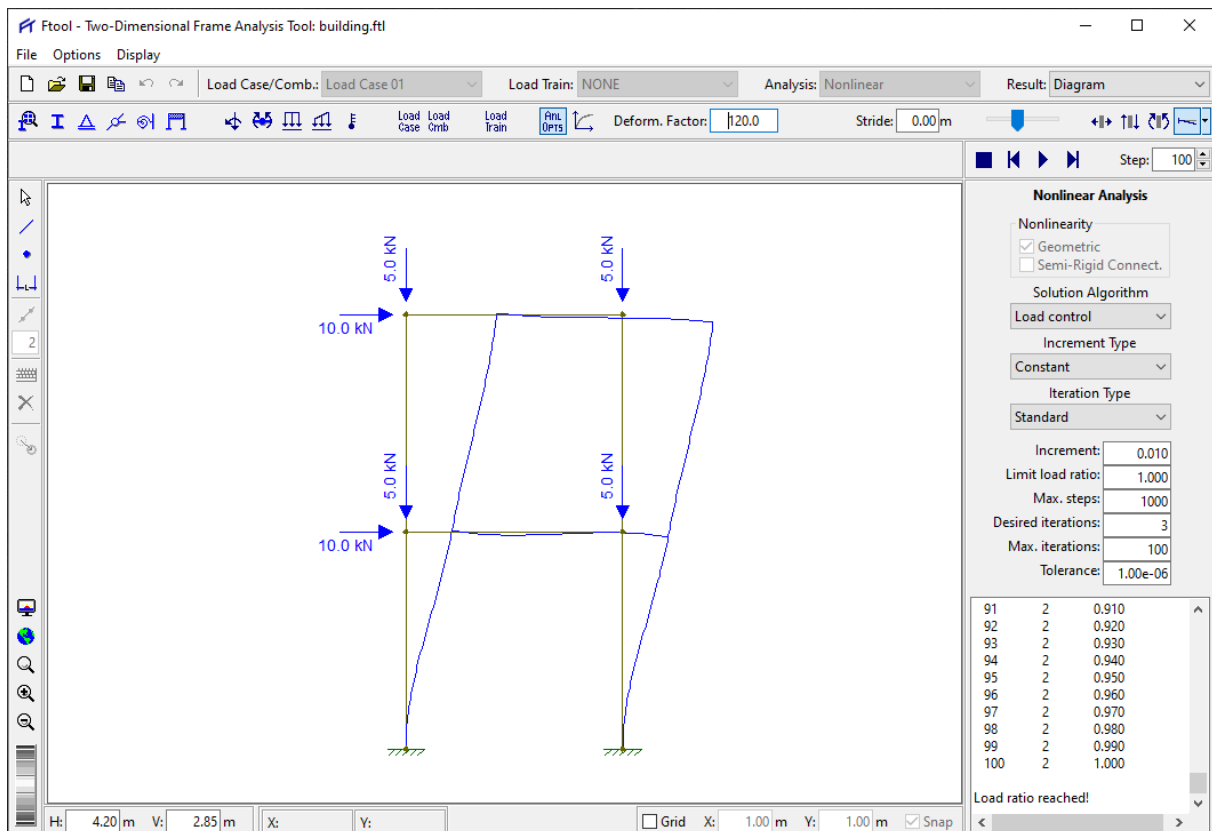 Ftool - Two-Dimensional Frame Analysis Tool: building.ftl
File Options Display
Load Case/Comb.: Load Case 01 Load Train: NONE Analysis: Nonlinear Result: Diagram
Load Case Load Cmb Load Train ANL OPTS Deform. Factor: 120.0 Stride: 0.00 m
Step: 100
Nonlinear Analysis
Nonlinearity
Geometric
Semi-Rigid Connect.
Solution Algorithm
Load control
Increment Type
Constant
Iteration Type
Standard
Increment: 0.010
Limit load ratio: 1.000
Max. steps: 1000
Desired iterations: 3
Max. iterations: 100
Tolerance: 1.00e-06
91 2 0.910
92 2 0.920
93 2 0.930
94 2 0.940
95 2 0.950
96 2 0.960
97 2 0.970
98 2 0.980
99 2 0.990
100 2 1.000
Load ratio reached!
L
2
5.0 kN 5.0 kN
10.0 kN
5.0 kN 5.0 kN
10.0 kN
H: 4.20 m V: 2.85 m X: Y: Grid X: 1.00 m Y: 1.00 m Snap